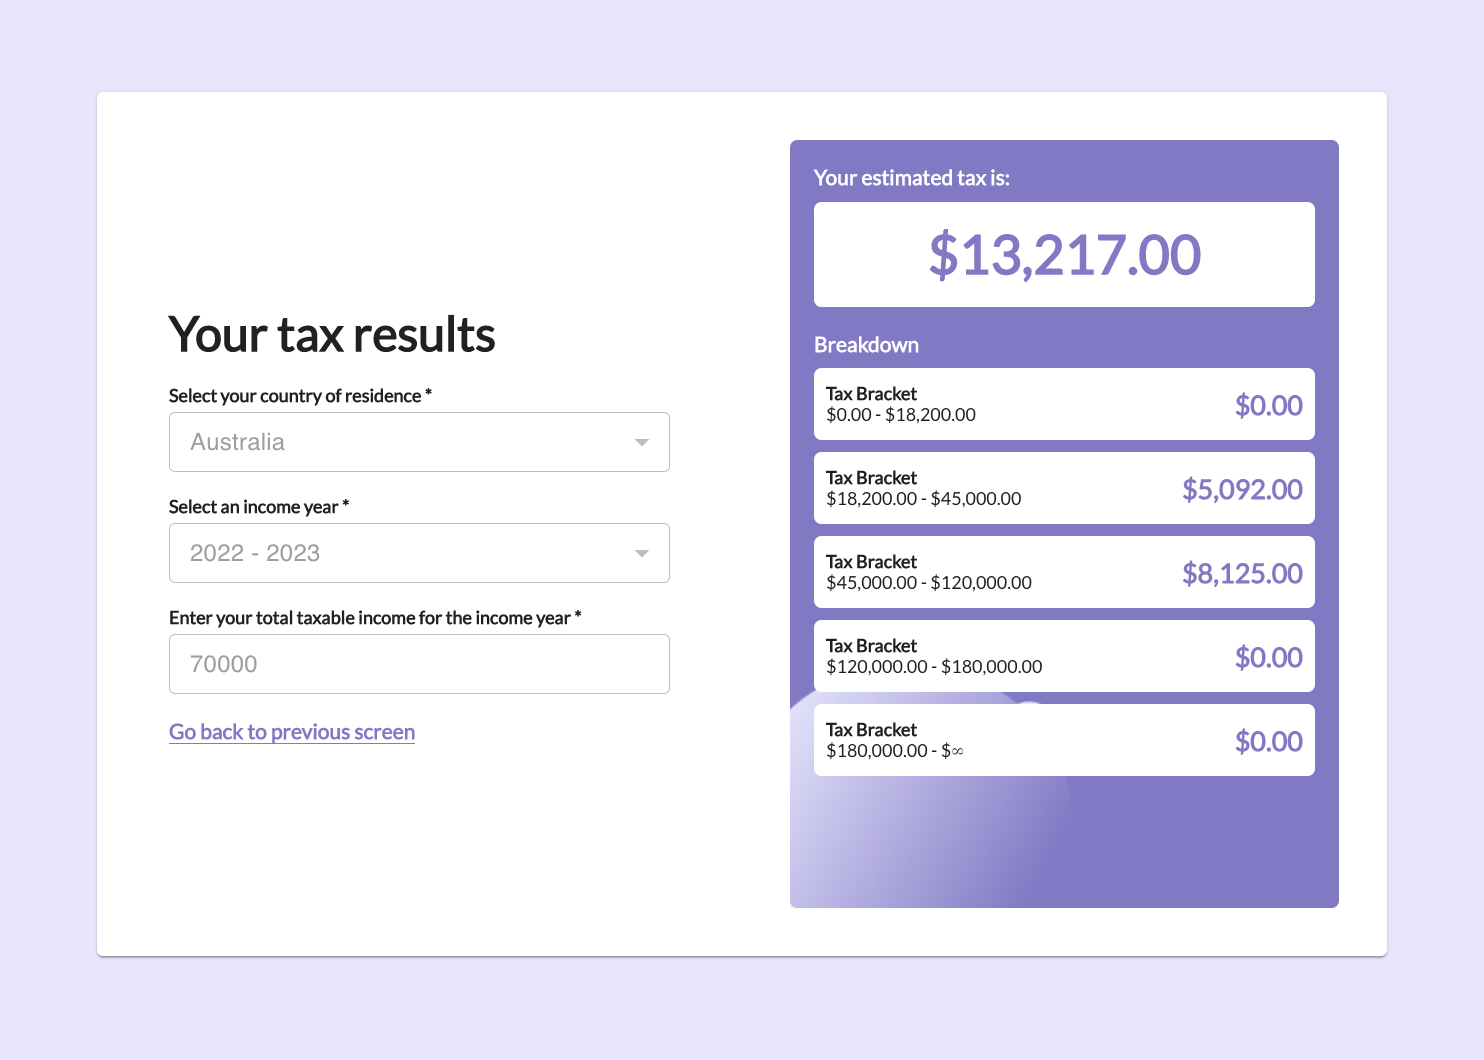 Your tax results
Select your country of residence *
Australia
Select an income year *
2022 - 2023
Enter your total taxable income for the income year *
70000
Go back to previous screen
Your estimated tax is:
$13,217.00
Breakdown
Tax Bracket
$0.00 - $18,200.00
$0.00
Tax Bracket
$18,200.00 - $45,000.00
$5,092.00
Tax Bracket
$45,000.00 - $120,000.00
$8,125.00
Tax Bracket
$120,000.00 - $180,000.00
$0.00
Tax Bracket
$180,000.00 - $∞
$0.00